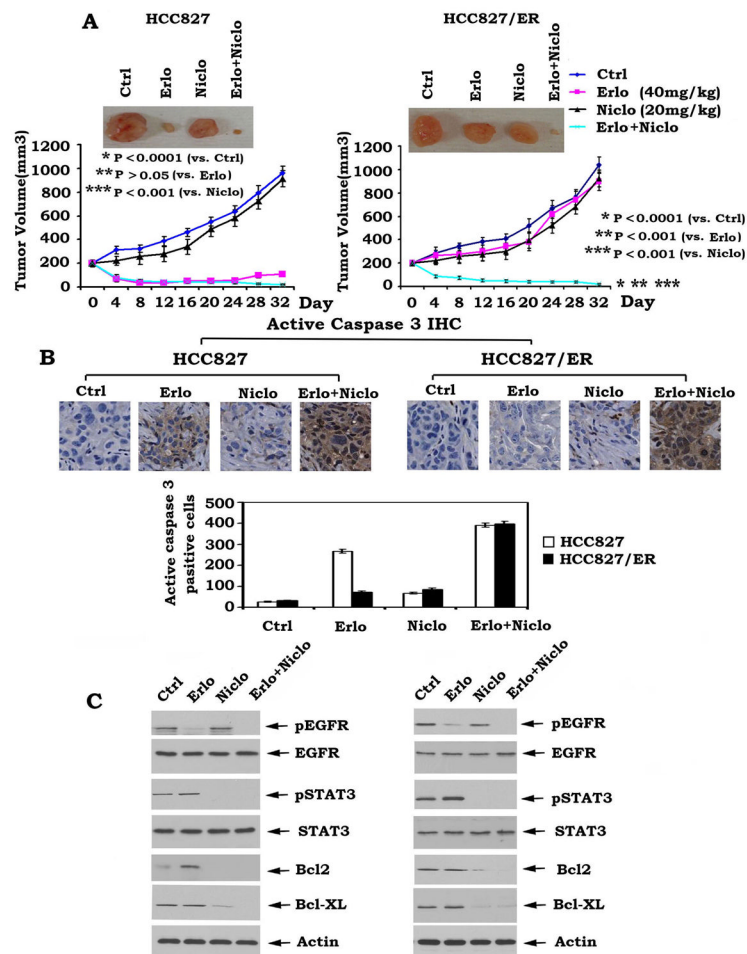 A
HCC827
HCC827/ER
Ctrl
Erlo
Niclo
Erlo+Niclo
Ctrl
Erlo
Niclo
Erlo+Niclo
Ctrl
Erlo (40mg/kg)
Niclo (20mg/kg)
Erlo+Niclo
Tumor Volume(mm3)
1200
1000
800
600
400
200
0
* P < 0.0001 (vs. Ctrl)
** P > 0.05 (vs. Erlo)
*** P < 0.001 (vs. Niclo)
0 4 8 12 16 20 24 28 32 Day
Tumor Volume(mm3)
1200
1000
800
600
400
200
0
* P < 0.0001 (vs. Ctrl)
** P < 0.001 (vs. Erlo)
*** P < 0.001 (vs. Niclo)
* ** ***
0 4 8 12 16 20 24 28 32 Day
Active Caspase 3 IHC
B
HCC827
HCC827/ER
Ctrl Erlo Niclo Erlo+Niclo
Ctrl Erlo Niclo Erlo+Niclo
Active caspase 3
pasitive cells
500
400
300
200
100
0
HCC827
HCC827/ER
Ctrl Erlo Niclo Erlo+Niclo
C
Ctrl
Erlo
Niclo
Erlo+Niclo
pEGFR
EGFR
pSTAT3
STAT3
Bcl2
Bcl-XL
Actin
Ctrl
Erlo
Niclo
Erlo+Niclo
pEGFR
EGFR
pSTAT3
STAT3
Bcl2
Bcl-XL
Actin